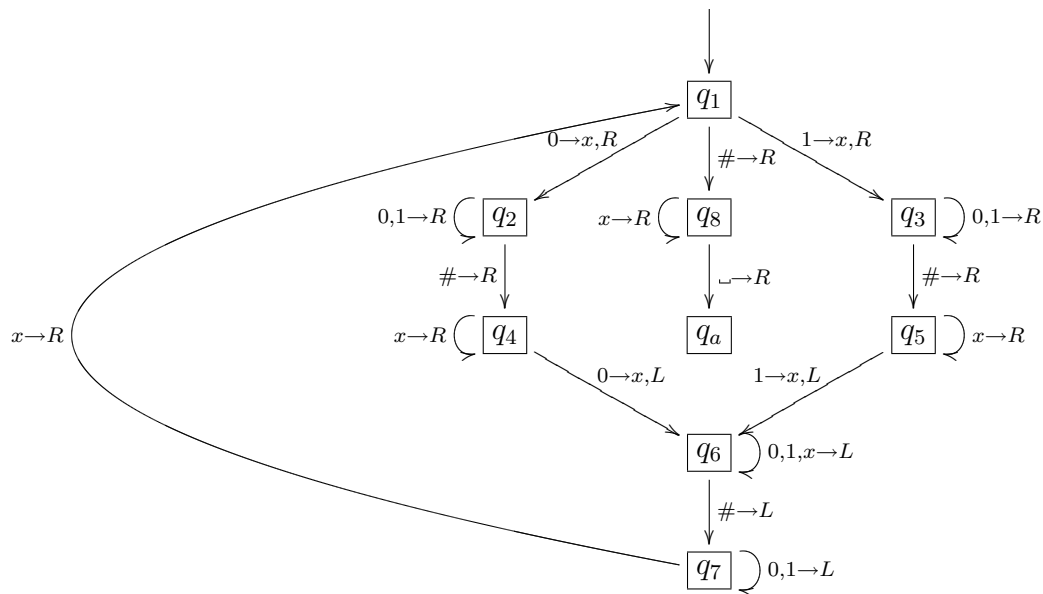 q₁
0→x,R
#→R
1→x,R
0,1→R
q₂
x→R
q₈
q₃
0,1→R
#→R
␣→R
#→R
x→R
x→R
q₄
qₐ
q₅
x→R
0→x,L
1→x,L
q₆
0,1,x→L
#→L
q₇
0,1→L